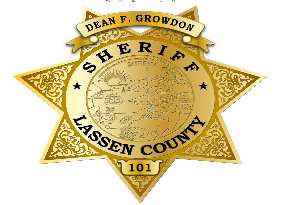 DEAN F. GROWDON
SHERIFF
LASSEN COUNTY
101